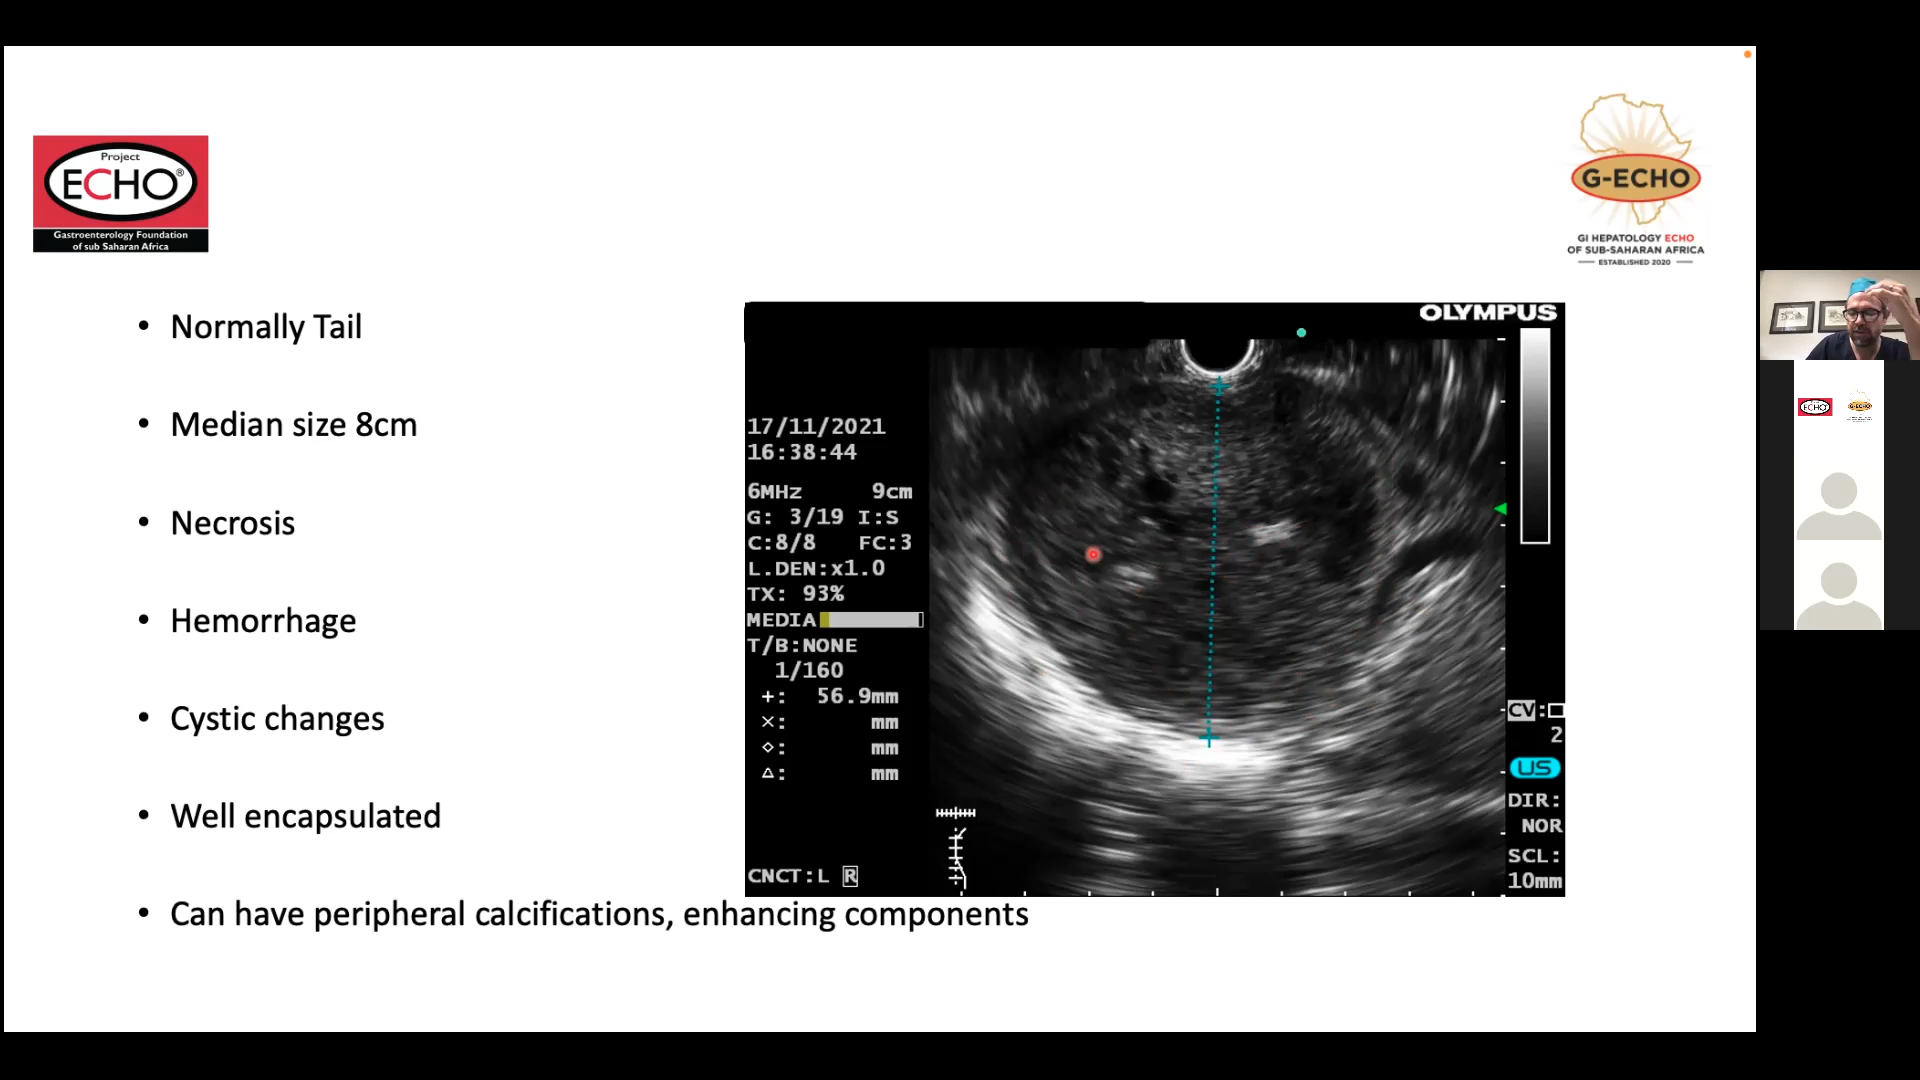 Project
ECHO®
Gastroenterology Foundation
of sub Saharan Africa
G-ECHO
GI HEPATOLOGY ECHO
OF SUB-SAHARAN AFRICA
ESTABLISHED 2020
• Normally Tail
• Median size 8cm
• Necrosis
• Hemorrhage
• Cystic changes
• Well encapsulated
• Can have peripheral calcifications, enhancing components
OLYMPUS
17/11/2021
16:38:44
6MHz 9cm
G: 3/19 I:S
C:8/8 FC:3
L.DEN:x1.0
TX: 93%
MEDIA
T/B:NONE
1/160
+: 56.9mm
×: mm
◇: mm
△: mm
CNCT:L R
CV:
2
US
DIR:
NOR
SCL:
10mm
ECHO
G-ECHO